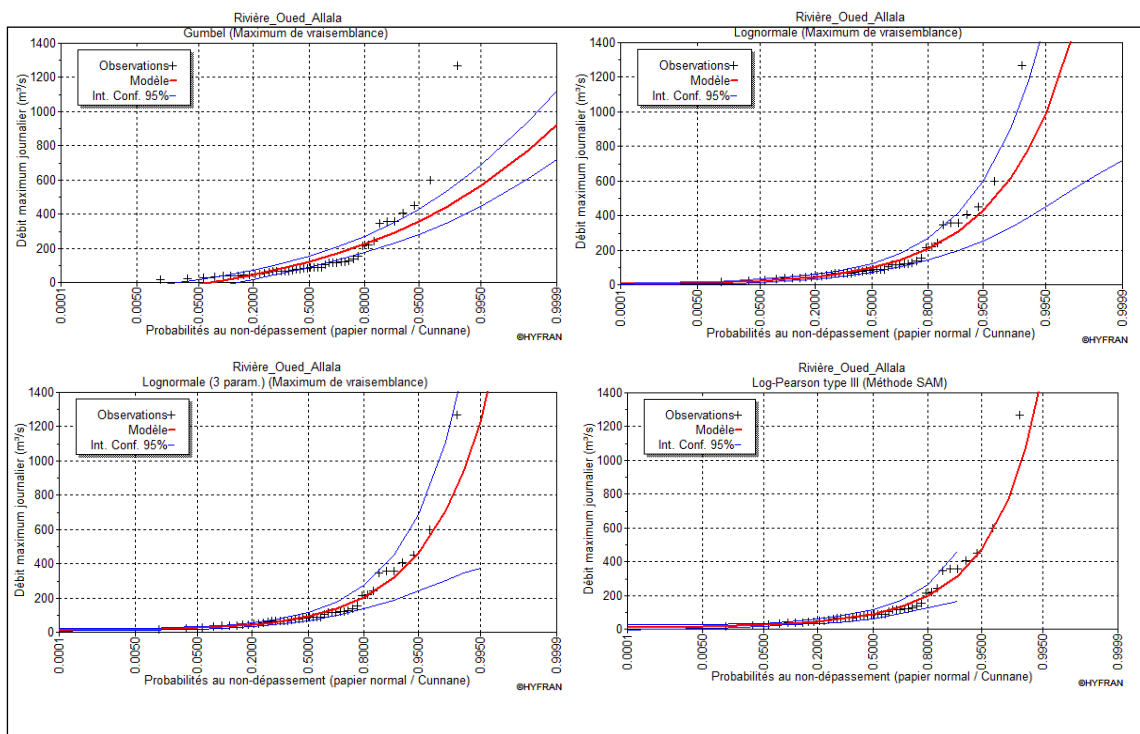 Rivière_Oued_Allala
Gumbel (Maximum de vraisemblance)
Débit maximum journalier (m³/s)
1400
1200
1000
800
600
400
200
0
Observations
Modèle
Int. Conf. 95%
0.0001
0.0050
0.0500
0.2000
0.5000
0.8000
0.9500
0.9950
0.9999
Probabilités au non-dépassement (papier normal / Cunnane)
©HYFRAN
Rivière_Oued_Allala
Lognormale (Maximum de vraisemblance)
Débit maximum journalier (m³/s)
1400
1200
1000
800
600
400
200
0
Observations
Modèle
Int. Conf. 95%
0.0001
0.0050
0.0500
0.2000
0.5000
0.8000
0.9500
0.9950
0.9999
Probabilités au non-dépassement (papier normal / Cunnane)
©HYFRAN
Rivière_Oued_Allala
Lognormale (3 param.) (Maximum de vraisemblance)
Débit maximum journalier (m³/s)
1400
1200
1000
800
600
400
200
0
Observations
Modèle
Int. Conf. 95%
0.0001
0.0050
0.0500
0.2000
0.5000
0.8000
0.9500
0.9950
0.9999
Probabilités au non-dépassement (papier normal / Cunnane)
©HYFRAN
Rivière_Oued_Allala
Log-Pearson type III (Méthode SAM)
Débit maximum journalier (m³/s)
1400
1200
1000
800
600
400
200
0
Observations
Modèle
Int. Conf. 95%
0.0001
0.0050
0.0500
0.2000
0.5000
0.8000
0.9500
0.9950
0.9999
Probabilités au non-dépassement (papier normal / Cunnane)
©HYFRAN